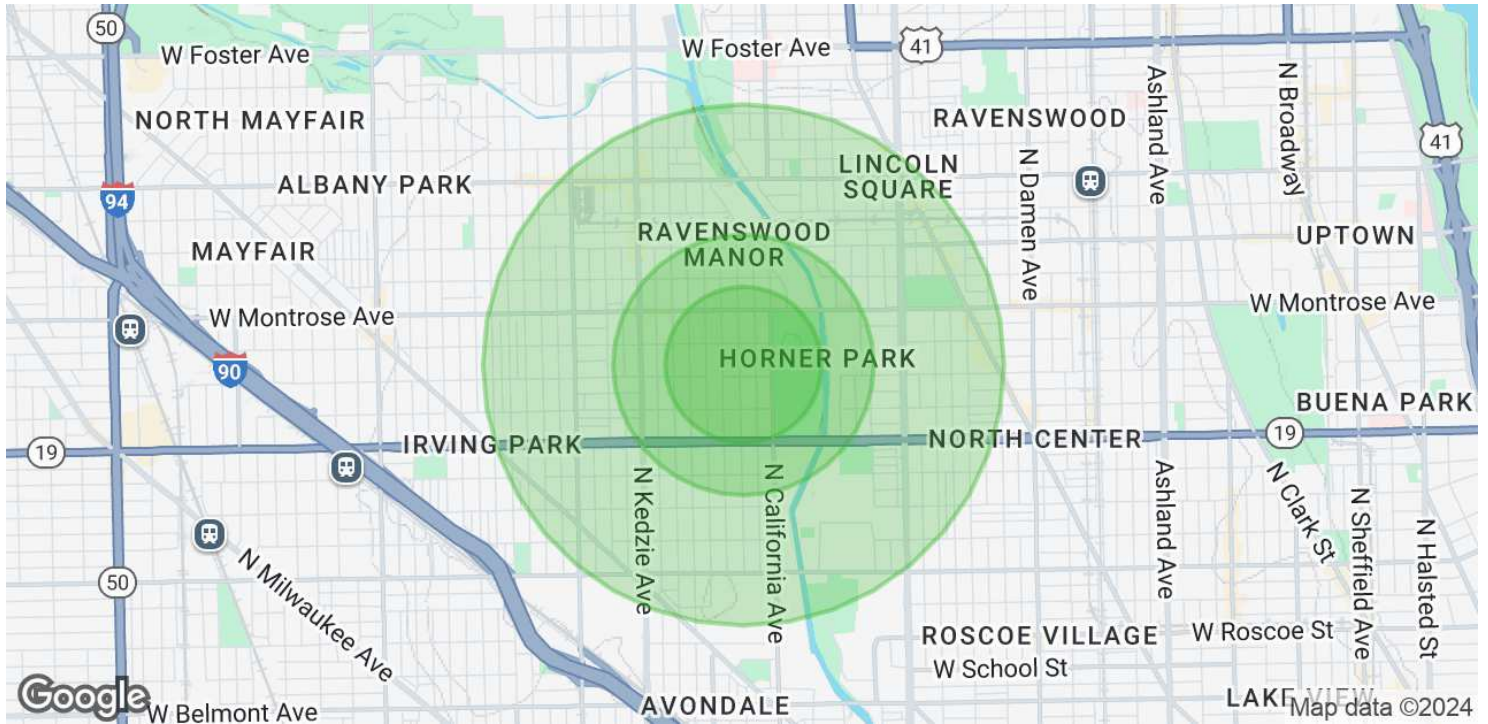 50
W Foster Ave
W Foster Ave
41
Ashland Ave
N Broadway
NORTH MAYFAIR
RAVENSWOOD
41
LINCOLN
SQUARE
N Damen Ave
ALBANY PARK
94
RAVENSWOOD
MANOR
UPTOWN
MAYFAIR
W Montrose Ave
W Montrose Ave
HORNER PARK
90
BUENA PARK
19
IRVING PARK
NORTH CENTER
19
N Kedzie Ave
N California Ave
Ashland Ave
N Clark St
N Sheffield Ave
N Halsted St
50
N Milwaukee Ave
ROSCOE VILLAGE
W Roscoe St
W School St
Google
W Belmont Ave
AVONDALE
LAKE VIEW
Map data ©2024